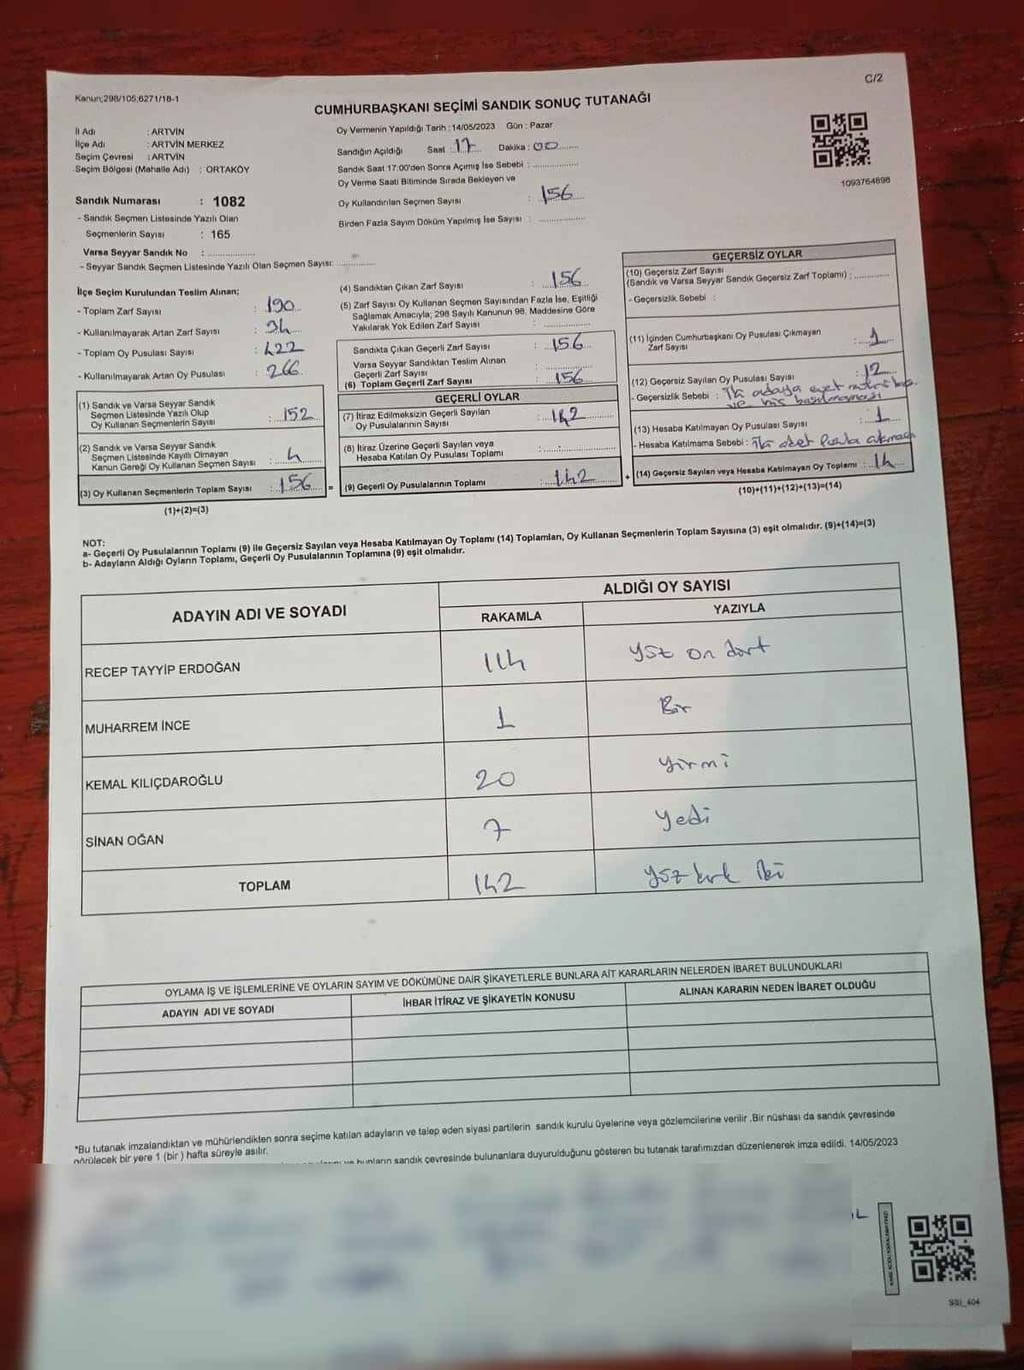 Kanun;298/105;6271/18-1
C/2
CUMHURBAŞKANI SEÇİMİ SANDIK SONUÇ TUTANAĞI
İl Adı : ARTVİN
İlçe Adı : ARTVİN MERKEZ
Seçim Çevresi : ARTVİN
Seçim Bölgesi (Mahalle Adı) : ORTAKÖY
Sandık Numarası : 1082
- Sandık Seçmen Listesinde Yazılı Olan
Seçmenlerin Sayısı : 165
Varsa Seyyar Sandık No :
- Seyyar Sandık Seçmen Listesinde Yazılı Olan Seçmen Sayısı:
Oy Vermenin Yapıldığı Tarih : 14/05/2023 Gün : Pazar
Sandığın Açıldığı Saat : 17 Dakika : 00
Sandık Saat 17:00'den Sonra Açımış İse Sebebi :
Oy Verme Saati Bitiminde Sırada Bekleyen ve
Oy Kullandırılan Seçmen Sayısı : 156
Birden Fazla Sayım Döküm Yapılmış İse Sayısı :
1093764898
İlçe Seçim Kurulundan Teslim Alınan;
- Toplam Zarf Sayısı : 190
- Kullanılmayarak Artan Zarf Sayısı : 34
- Toplam Oy Pusulası Sayısı : 422
- Kullanılmayarak Artan Oy Pusulası : 266
(1) Sandık ve Varsa Seyyar Sandık
Seçmen Listesinde Yazılı Olup
Oy Kullanan Seçmenlerin Sayısı : 152
(2) Sandık ve Varsa Seyyar Sandık
Seçmen Listesinde Kayıtlı Olmayan
Kanun Gereği Oy Kullanan Seçmen Sayısı : 4
(3) Oy Kullanan Seçmenlerin Toplam Sayısı : 156
(1)+(2)=(3)
(4) Sandıktan Çıkan Zarf Sayısı : 156
(5) Zarf Sayısı Oy Kullanan Seçmen Sayısından Fazla İse, Eşitliği
Sağlamak Amacıyla; 298 Sayılı Kanunun 98. Maddesine Göre
Yakılarak Yok Edilen Zarf Sayısı :
Sandıkta Çıkan Geçerli Zarf Sayısı : 156
Varsa Seyyar Sandıktan Teslim Alınan
Geçerli Zarf Sayısı :
(6) Toplam Geçerli Zarf Sayısı : 156
GEÇERLİ OYLAR
(7) İtiraz Edilmeksizin Geçerli Sayılan
Oy Pusulalarının Sayısı : 142
(8) İtiraz Üzerine Geçerli Sayılan veya
Hesaba Katılan Oy Pusulası Toplamı :
= (9) Geçerli Oy Pusulalarının Toplamı : 142 +
GEÇERSİZ OYLAR
(10) Geçersiz Zarf Sayısı
(Sandık ve Varsa Seyyar Sandık Geçersiz Zarf Toplamı) :
- Geçersizlik Sebebi :
(11) İçinden Cumhurbaşkanı Oy Pusulası Çıkmayan
Zarf Sayısı : 1
(12) Geçersiz Sayılan Oy Pusulası Sayısı : 12
- Geçersizlik Sebebi : İki adaya evet
ve hiç basılmaması
(13) Hesaba Katılmayan Oy Pusulası Sayısı : 1
- Hesaba Katılmama Sebebi : İki adet Pusula çıkması
(14) Geçersiz Sayılan veya Hesaba Katılmayan Oy Toplamı : 14
(10)+(11)+(12)+(13)=(14)
NOT:
a- Geçerli Oy Pusulalarının Toplamı (9) ile Geçersiz Sayılan veya Hesaba Katılmayan Oy Toplamı (14) Toplamları, Oy Kullanan Seçmenlerin Toplam Sayısına (3) eşit olmalıdır. (9)+(14)=(3)
b- Adayların Aldığı Oyların Toplamı, Geçerli Oy Pusulalarının Toplamına (9) eşit olmalıdır.
ADAYIN ADI VE SOYADI
ALDIĞI OY SAYISI
RAKAMLA YAZIYLA
RECEP TAYYİP ERDOĞAN 114 yüz on dört
MUHARREM İNCE 1 Bir
KEMAL KILIÇDAROĞLU 20 yirmi
SİNAN OĞAN 7 yedi
TOPLAM 142 yüz kırk iki
OYLAMA İŞ VE İŞLEMLERİNE VE OYLARIN SAYIM VE DÖKÜMÜNE DAİR ŞİKAYETLERLE BUNLARA AİT KARARLARIN NELERDEN İBARET BULUNDUKLARI
ADAYIN ADI VE SOYADI İHBAR İTİRAZ VE ŞİKAYETİN KONUSU ALINAN KARARIN NEDEN İBARET OLDUĞU
*Bu tutanak imzalandıktan ve mühürlendikten sonra seçime katılan adayların ve talep eden siyasi partilerin sandık kurulu üyelerine veya gözlemcilerine verilir .Bir nüshası da sandık çevresinde
görülecek bir yere 1 (bir ) hafta süreyle asılır.
bunların sandık çevresinde bulunanlara duyurulduğunu gösteren bu tutanak tarafımızdan düzenlenerek imza edildi. 14/05/2023
SSI_404